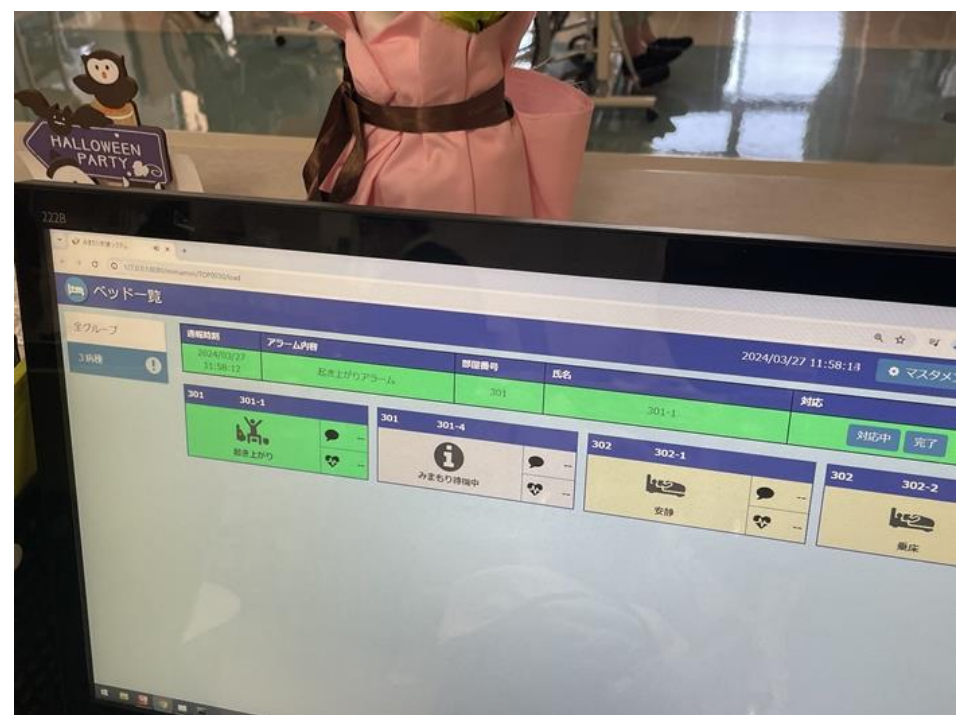 HALLOWEEN
PARTY
222B
ベッド一覧
2024/03/27 11:58:13
マスタメン
全グループ
3病棟
通報時刻 アラーム内容 部屋番号 氏名 対応
2024/03/27
11:58:12
起き上がりアラーム 301 301-1 対応中 完了
301 301-1
起き上がり
--
--
301 301-4
みまもり待機中
--
--
302 302-1
安静
--
--
302 302-2
離床